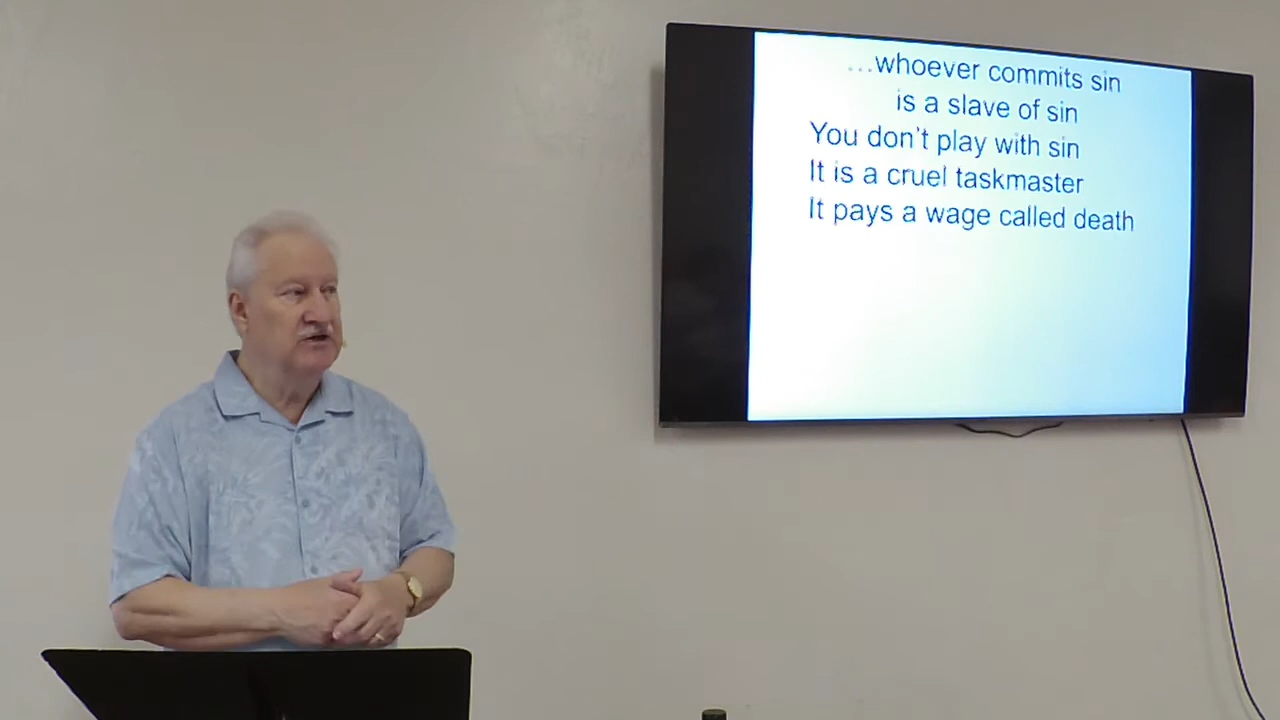 ...whoever commits sin
is a slave of sin
You don't play with sin
It is a cruel taskmaster
It pays a wage called death